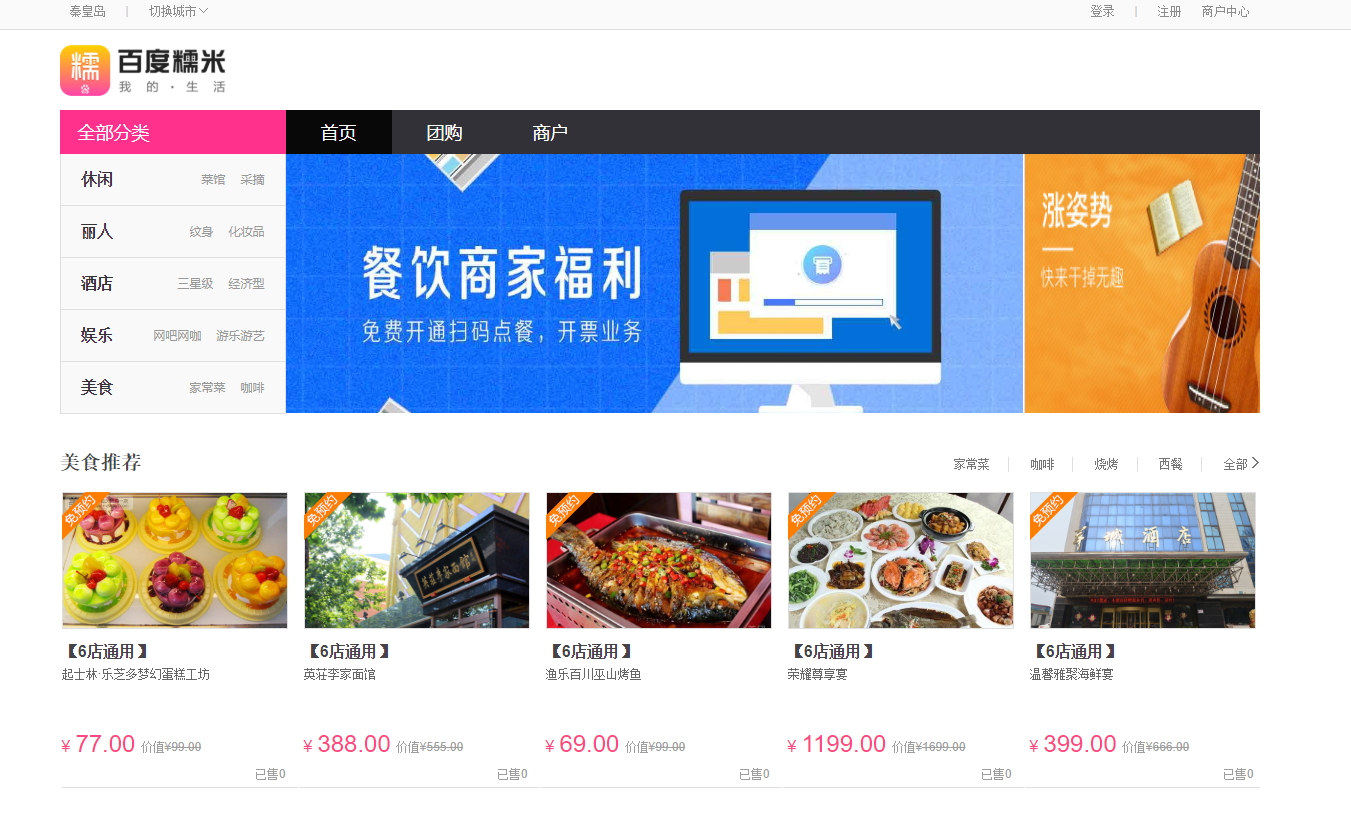 秦皇岛 | 切换城市 登录 | 注册 商户中心
糯 百度糯米
我的·生活
全部分类 首页 团购 商户
休闲 菜馆 采摘
丽人 纹身 化妆品
酒店 三星级 经济型
娱乐 网吧网咖 游乐游艺
美食 家常菜 咖啡
餐饮商家福利
免费开通扫码点餐，开票业务
涨姿势
快来干掉无趣
美食推荐 家常菜 咖啡 烧烤 西餐 全部
免预约 免预约 免预约 免预约 免预约
英莊李家面館
酒店
【6店通用】 【6店通用】 【6店通用】 【6店通用】 【6店通用】
起士林·乐芝多梦幻蛋糕工坊 英荘李家面馆 渔乐百川巫山烤鱼 荣耀尊享宴 温馨雅聚海鲜宴
¥ 77.00 价值¥99.00 ¥ 388.00 价值¥555.00 ¥ 69.00 价值¥99.00 ¥ 1199.00 价值¥1699.00 ¥ 399.00 价值¥666.00
已售0 已售0 已售0 已售0 已售0